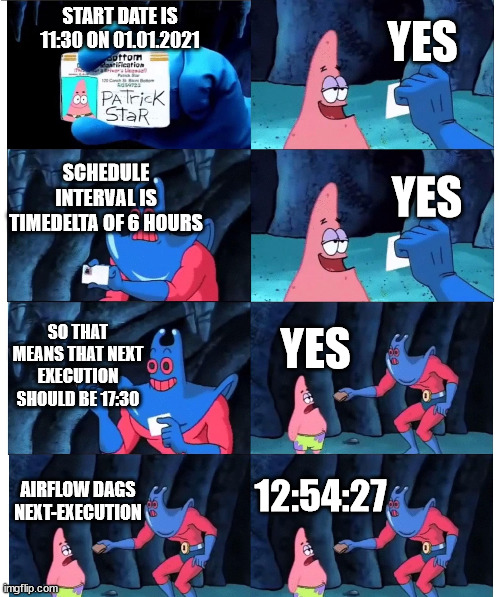 START DATE IS
11:30 ON 01.01.2021
YES
PATRICK
STAR
SCHEDULE
INTERVAL IS
TIMEDELTA OF 6 HOURS
YES
SO THAT
MEANS THAT NEXT
EXECUTION
SHOULD BE 17:30
YES
AIRFLOW DAGS
NEXT-EXECUTION
12:54:27
imgflip.com